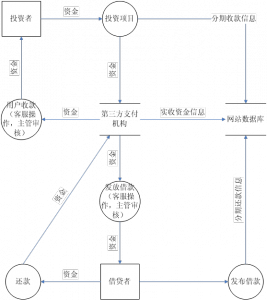 投资者
资金
投资项目
分期收款信息
资金
资金
用户收款
(客服操
作，主管审
核)
资金
第三方支付
机构
实收资金信息
网站数据库
资金
发放借款
(客服操
作，主管审
核)
资金
分期还款信息
资金
还款
资金
借贷者
发布借款